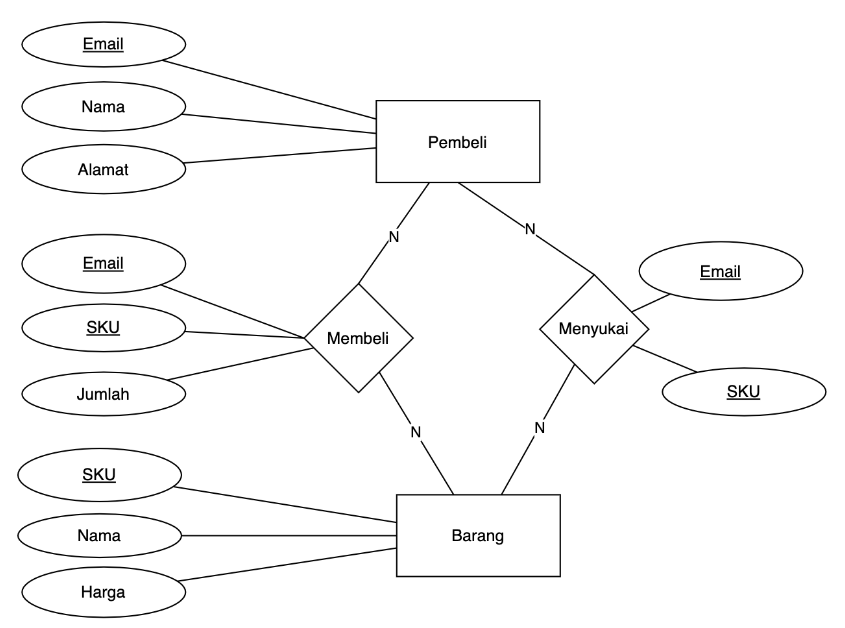 Email
Nama
Alamat
Pembeli
N
N
Email
SKU
Jumlah
Membeli
Menyukai
Email
SKU
N
N
SKU
Nama
Harga
Barang